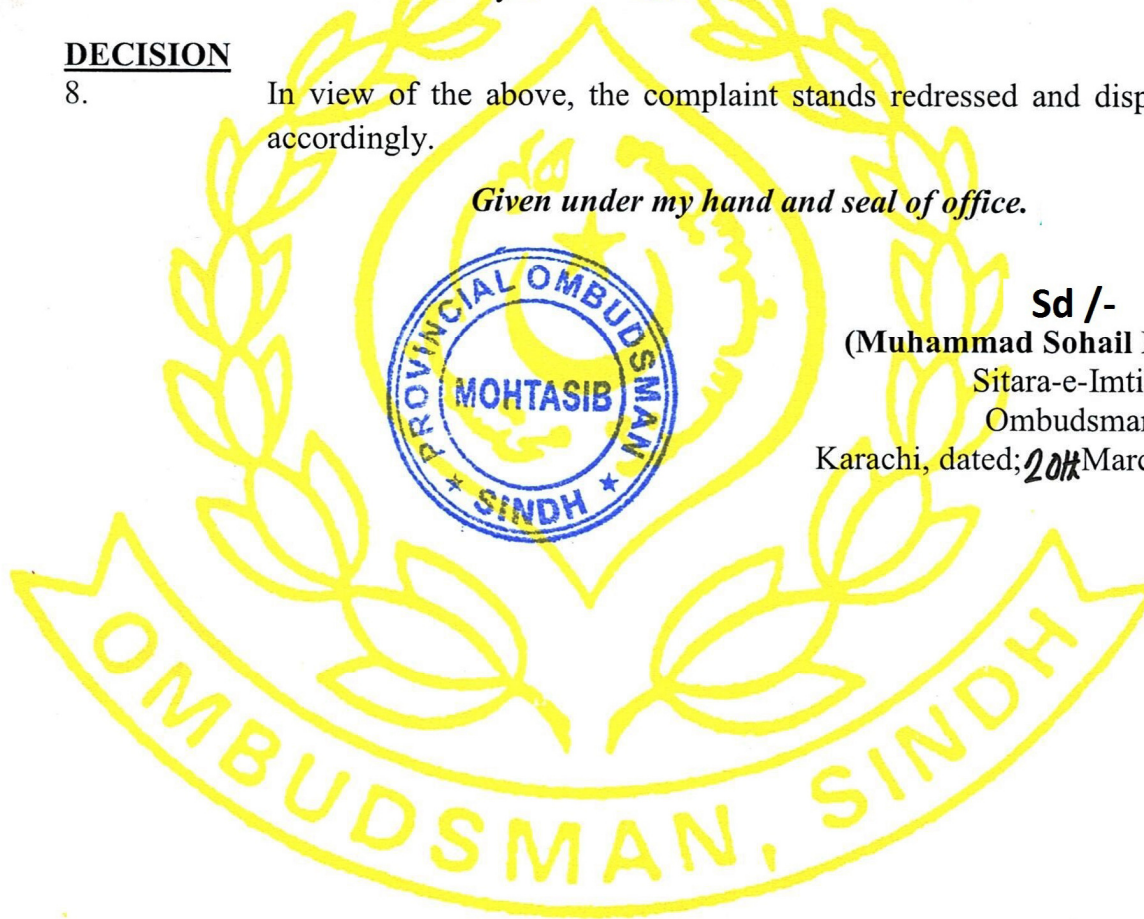 DECISION
8. In view of the above, the complaint stands redressed and disp
accordingly.
Given under my hand and seal of office.
PROVINCIAL OMBUDSMAN
MOHTASIB
★ SINDH ★
Sd /-
(Muhammad Sohail
Sitara-e-Imti
Ombudsman
Karachi, dated; 20th Marc
OMBUDSMAN, SINDH